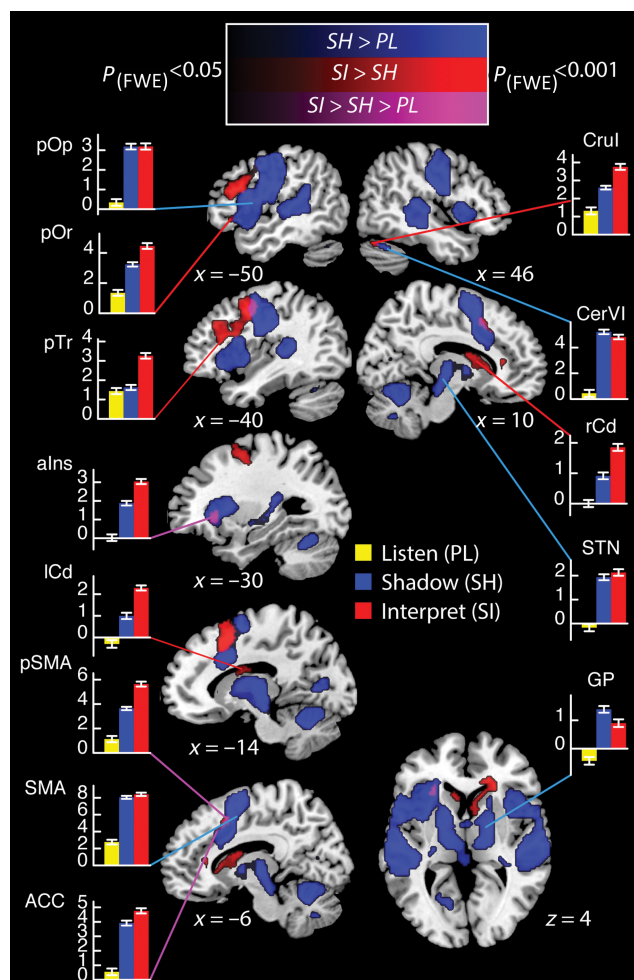 SH > PL
P(FWE)<0.05
SI > SH
P(FWE)<0.001
SI > SH > PL
pOp
3
2
1
0
CruI
4
3
2
1
0
pOr
4
2
0
x = –50
x = 46
pTr
4
3
2
1
0
CerVI
5
4
3
2
1
0
x = –40
x = 10
rCd
2
1
0
aIns
3
2
1
0
x = –30
Listen (PL)
Shadow (SH)
Interpret (SI)
STN
2
1
0
lCd
3
2
1
0
pSMA
6
4
2
0
x = –14
GP
1
0
SMA
8
6
4
2
0
ACC
5
4
3
2
1
0
x = –6
z = 4